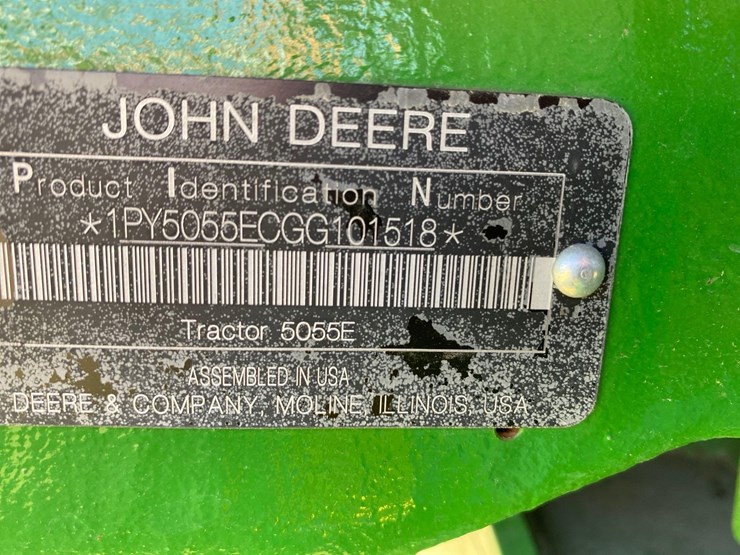 JOHN DEERE
Product Identification Number
*1PY5055ECGG101518*
Tractor 5055E
ASSEMBLED IN USA
DEERE & COMPANY, MOLINE, ILLINOIS, USA